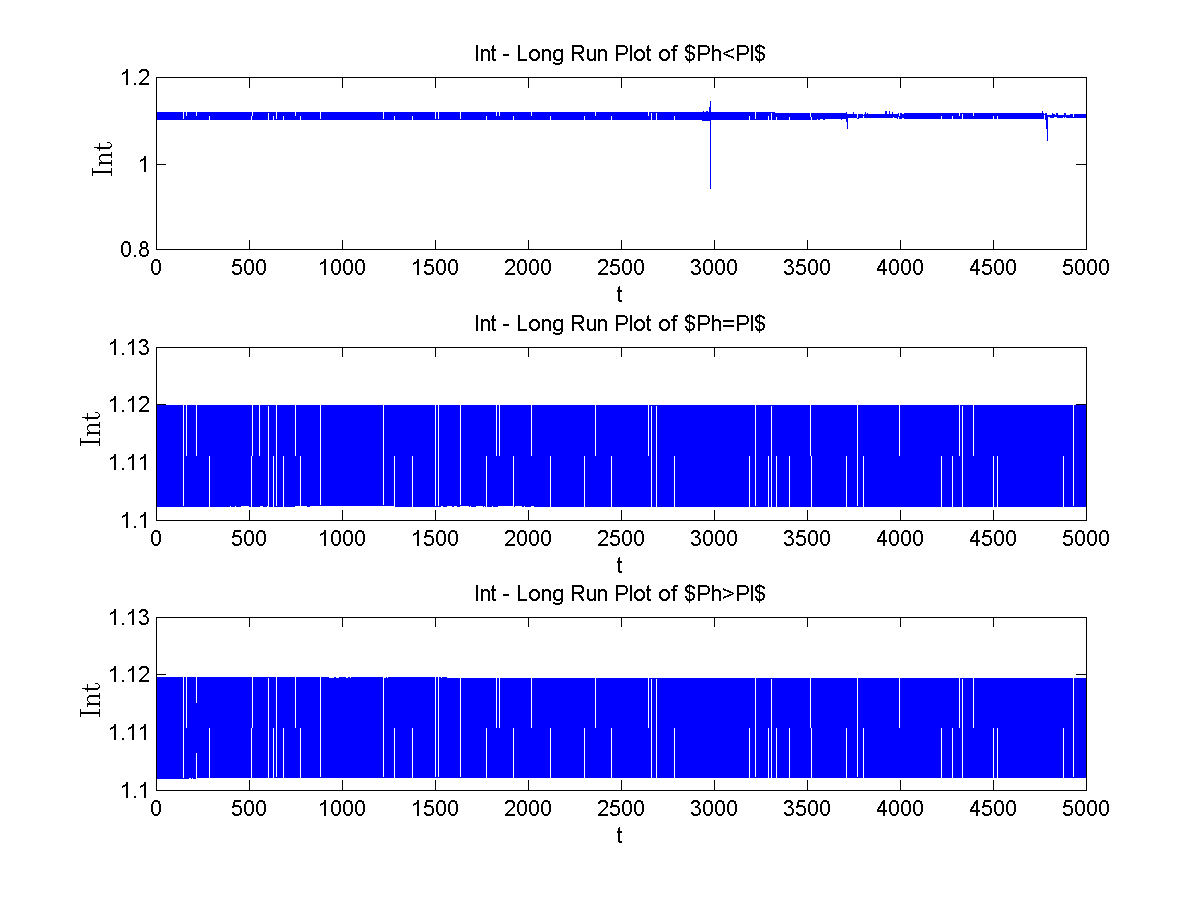 Int - Long Run Plot of $Ph<Pl$
1.2
1
0.8
Int
0 500 1000 1500 2000 2500 3000 3500 4000 4500 5000
t
Int - Long Run Plot of $Ph=Pl$
1.13
1.12
1.11
1.1
Int
0 500 1000 1500 2000 2500 3000 3500 4000 4500 5000
t
Int - Long Run Plot of $Ph>Pl$
1.13
1.12
1.11
1.1
Int
0 500 1000 1500 2000 2500 3000 3500 4000 4500 5000
t